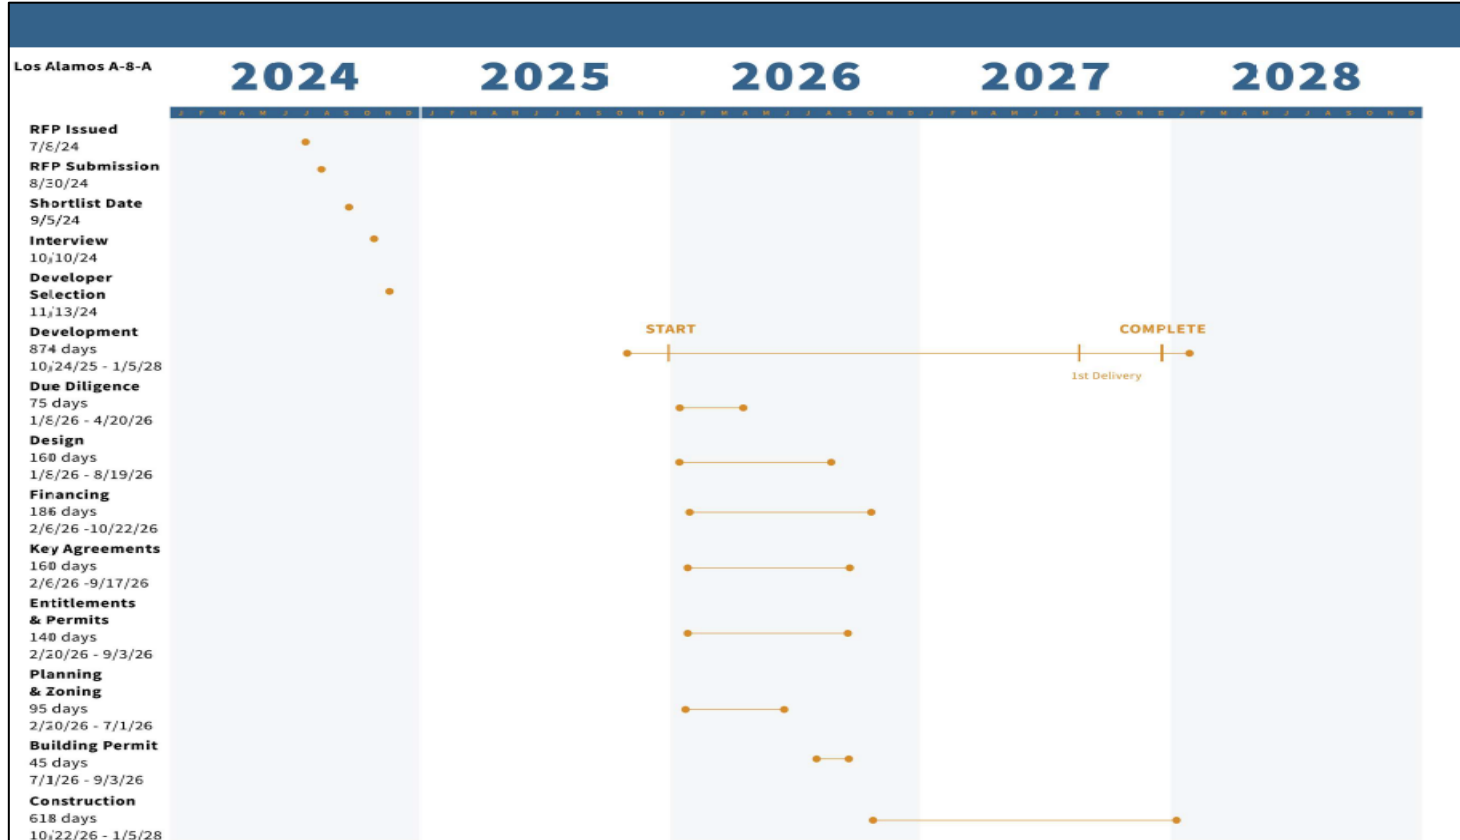 Los Alamos A-8-A
2024 2025 2026 2027 2028
J F M A M J J A S O N D J F M A M J J A S O N D J F M A M J J A S O N D J F M A M J J A S O N D J F M A M J J A S O N D
RFP Issued
7/8/24
RFP Submission
8/30/24
Shortlist Date
9/5/24
Interview
10/10/24
Developer
Selection
11/13/24
Development
874 days
10/24/25 - 1/5/28
START
COMPLETE
1st Delivery
Due Diligence
75 days
1/8/26 - 4/20/26
Design
160 days
1/8/26 - 8/19/26
Financing
186 days
2/6/26 -10/22/26
Key Agreements
160 days
2/6/26 -9/17/26
Entitlements
& Permits
140 days
2/20/26 - 9/3/26
Planning
& Zoning
95 days
2/20/26 - 7/1/26
Building Permit
45 days
7/1/26 - 9/3/26
Construction
618 days
10/22/26 - 1/5/28